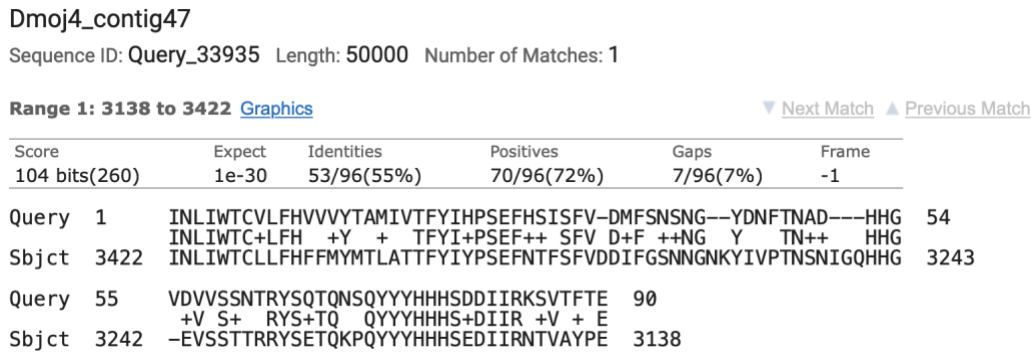 Dmoj4_contig47
Sequence ID: Query_33935 Length: 50000 Number of Matches: 1
Range 1: 3138 to 3422 Graphics ▼ Next Match ▲ Previous Match
Score Expect Identities Positives Gaps Frame
104 bits(260) 1e-30 53/96(55%) 70/96(72%) 7/96(7%) -1
Query 1 INLIWTCVLFHVVVYTAMIVTFYIHPSEFHSISFV-DMFSNSNG--YDNFTNAD---HHG 54
INLIWTC+LFH +Y + TFYI+PSEF++ SFV D+F ++NG Y TN++ HHG
Sbjct 3422 INLIWTCLLFHFFMYMTLATTFYIYPSEFNTFSFVDDIFGSNNGNKYIVPTNSNIGQHHG 3243
Query 55 VDVVSSNTRYSQTQNSQYYYHHHSDDIIRKSVTFTE 90
+V S+ RYS+TQ QYYYHHHS+DIIR +V + E
Sbjct 3242 -EVSSTTRRYSETQKPQYYYHHHSEDIIRNTVAYPE 3138